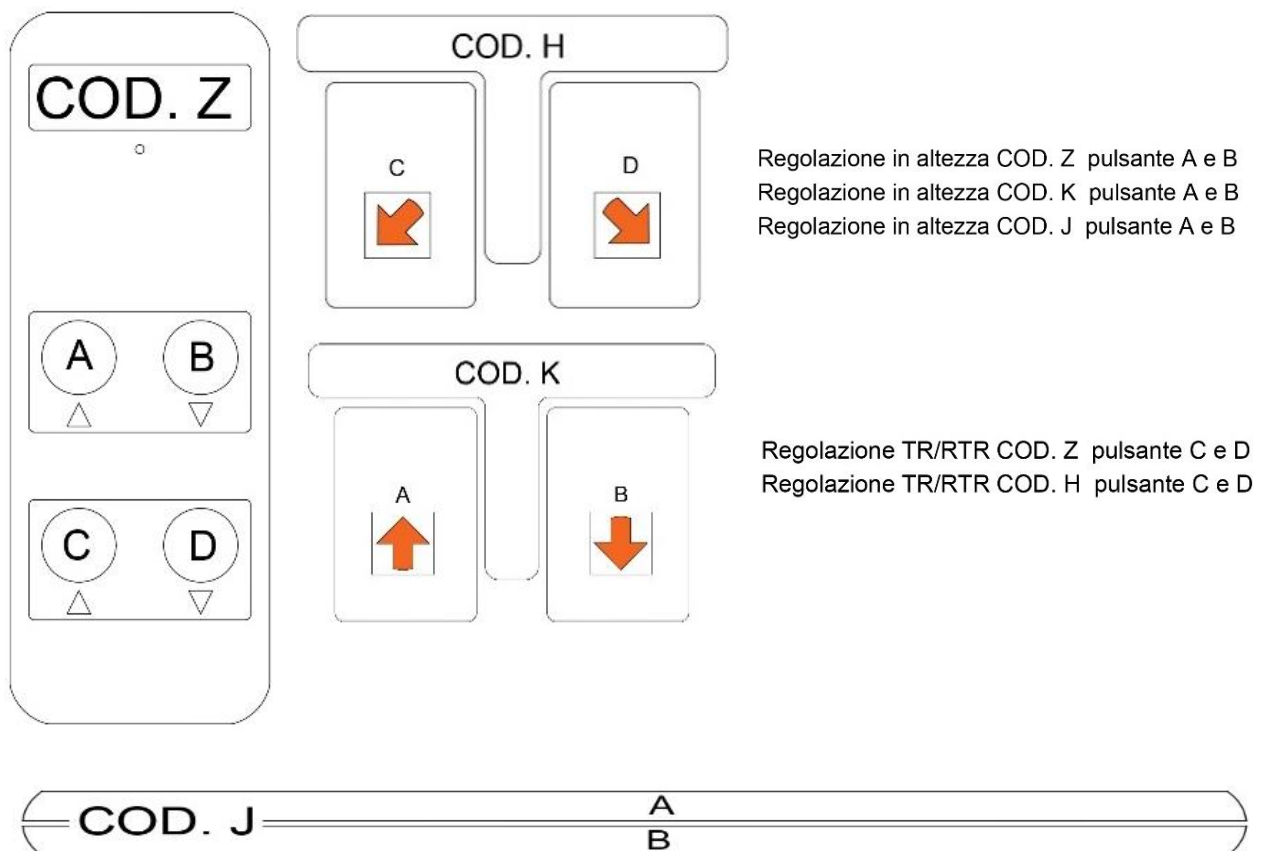 COD. Z
A
B
C
D
COD. H
C
D
COD. K
A
B
Regolazione in altezza COD. Z pulsante A e B
Regolazione in altezza COD. K pulsante A e B
Regolazione in altezza COD. J pulsante A e B
Regolazione TR/RTR COD. Z pulsante C e D
Regolazione TR/RTR COD. H pulsante C e D
COD. J
A
B